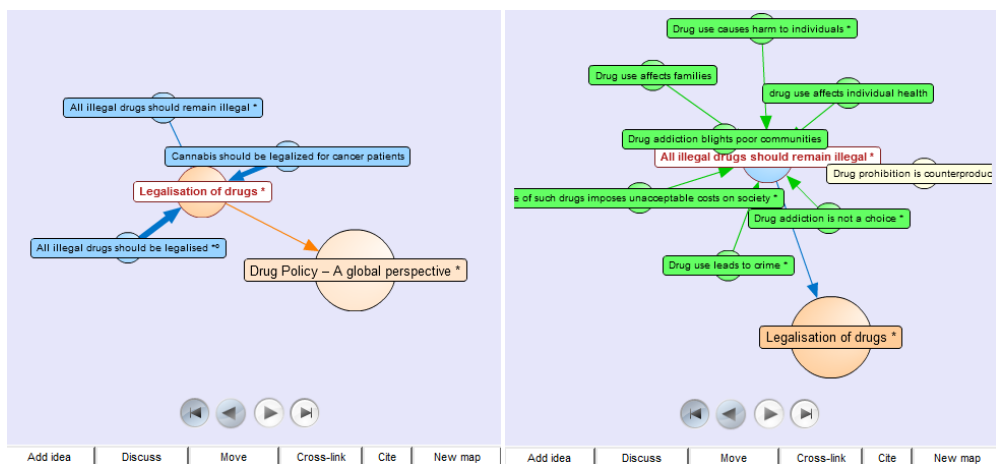 All illegal drugs should remain illegal *
Cannabis should be legalized for cancer patients
Legalisation of drugs *
All illegal drugs should be legalised *º
Drug Policy – A global perspective *
Add idea
Discuss
Move
Cross-link
Cite
New map
Drug use causes harm to individuals *
Drug use affects families
drug use affects individual health
Drug addiction blights poor communities
All illegal drugs should remain illegal *
Drug prohibition is counterproduc
e of such drugs imposes unacceptable costs on society *
Drug addiction is not a choice *
Drug use leads to crime *
Legalisation of drugs *
Add idea
Discuss
Move
Cross-link
Cite
New map